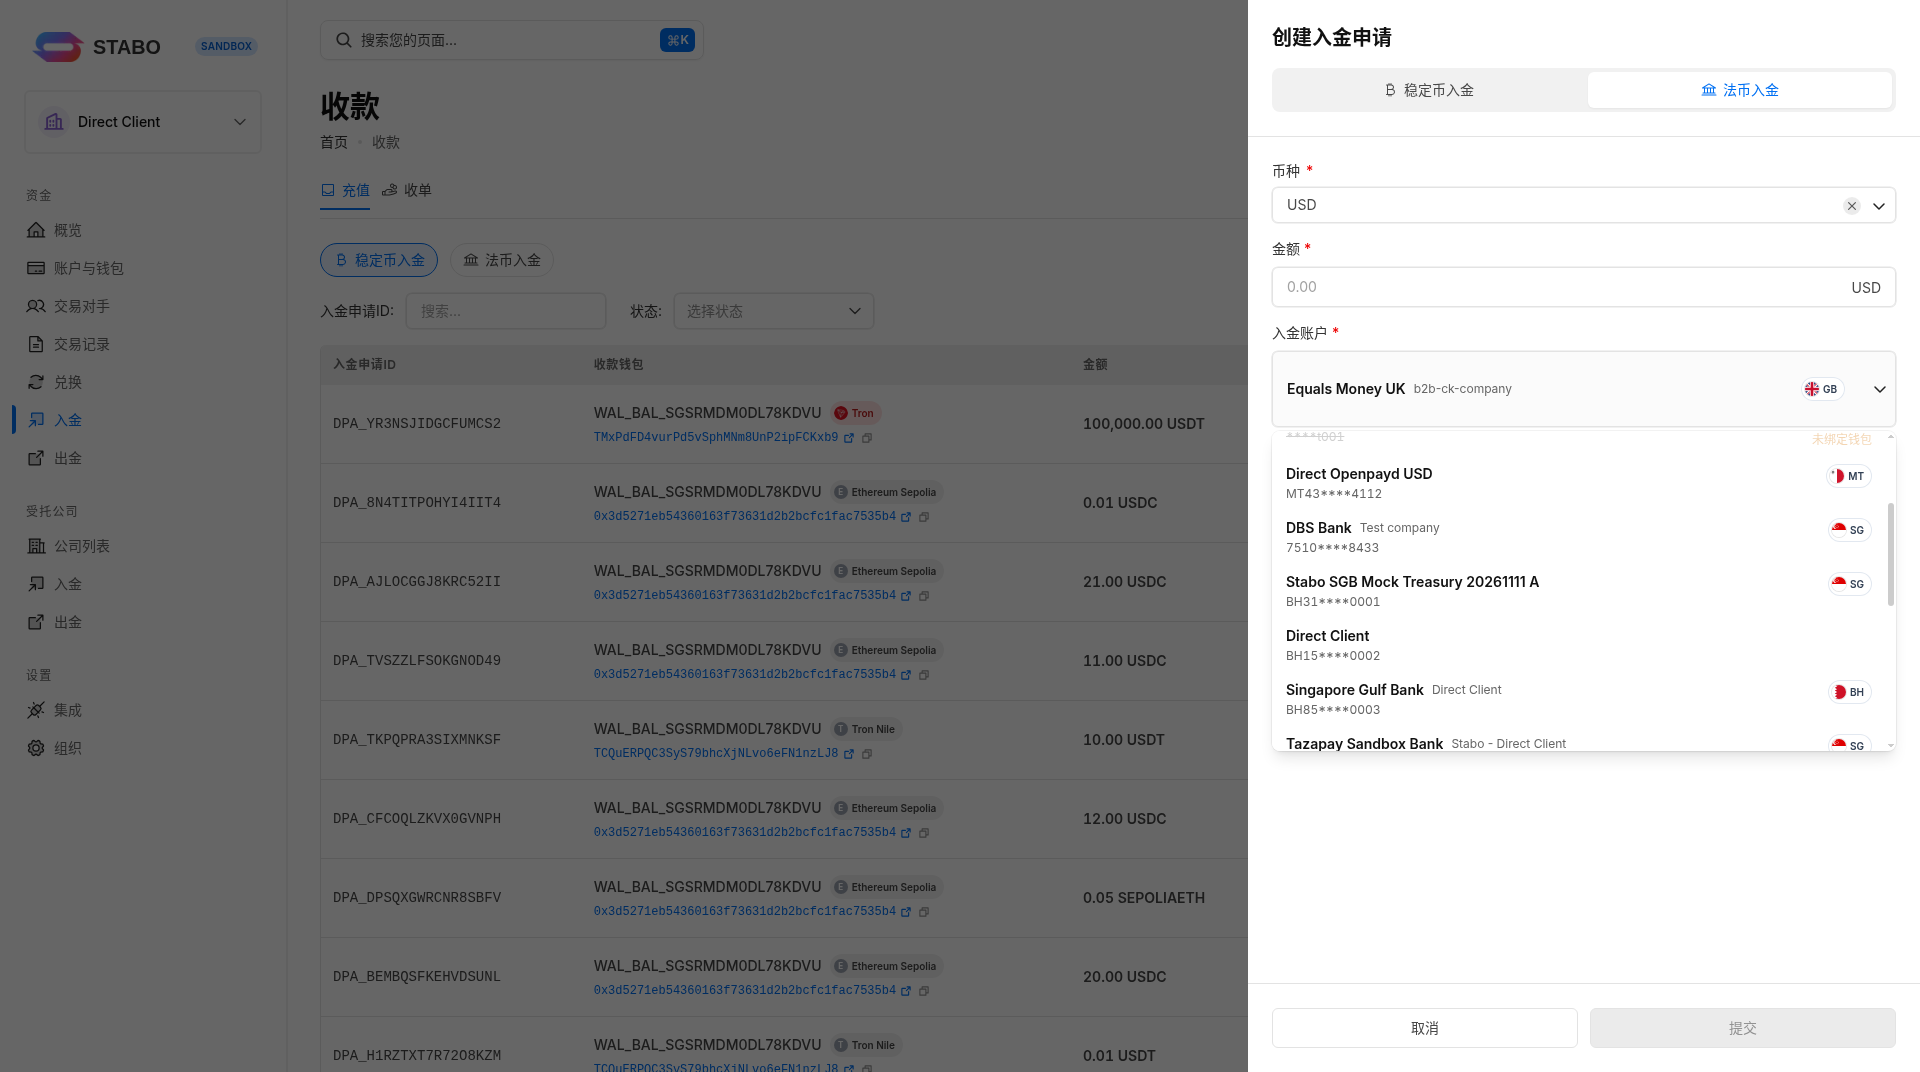 STABO SANDBOX
Direct Client
资金
概览
账户与钱包
交易对手
交易记录
兑换
入金
出金
受托公司
公司列表
入金
出金
设置
集成
组织
搜索您的页面... ⌘K
收款
首页 收款
充值 收单
稳定币入金 法币入金
入金申请ID: 搜索... 状态: 选择状态
入金申请ID 收款钱包 金额
DPA_YR3NSJIDGCFUMCS2 WAL_BAL_SGSRMDM0DL78KDVU Tron 100,000.00 USDT
TMxPdFD4vurPd5vSphMNm8UnP2ipFCKxb9
DPA_8N4TITPOHYI4IIT4 WAL_BAL_SGSRMDM0DL78KDVU Ethereum Sepolia 0.01 USDC
0x3d5271eb54360163f73631d2b2bcfc1fac7535b4
DPA_AJLOCGGJ8KRC52II WAL_BAL_SGSRMDM0DL78KDVU Ethereum Sepolia 21.00 USDC
0x3d5271eb54360163f73631d2b2bcfc1fac7535b4
DPA_TVSZZLFSOKGNOD49 WAL_BAL_SGSRMDM0DL78KDVU Ethereum Sepolia 11.00 USDC
0x3d5271eb54360163f73631d2b2bcfc1fac7535b4
DPA_TKPQPRA3SIXMNKSF WAL_BAL_SGSRMDM0DL78KDVU Tron Nile 10.00 USDT
TCQuERPQC3SyS79bhcXjNLvo6eFN1nzLJ8
DPA_CFCOQLZKVX0GVNPH WAL_BAL_SGSRMDM0DL78KDVU Ethereum Sepolia 12.00 USDC
0x3d5271eb54360163f73631d2b2bcfc1fac7535b4
DPA_DPSQXGWRCNR8SBFV WAL_BAL_SGSRMDM0DL78KDVU Ethereum Sepolia 0.05 SEPOLIAETH
0x3d5271eb54360163f73631d2b2bcfc1fac7535b4
DPA_BEMBQSFKEHVDSUNL WAL_BAL_SGSRMDM0DL78KDVU Ethereum Sepolia 20.00 USDC
0x3d5271eb54360163f73631d2b2bcfc1fac7535b4
DPA_H1RZTXT7R72O8KZM WAL_BAL_SGSRMDM0DL78KDVU Tron Nile 0.01 USDT
TCQuERPQC3SyS79bhcXjNLvo6eFN1nzLJ8
创建入金申请
稳定币入金 法币入金
币种 *
USD
金额 *
0.00 USD
入金账户 *
Equals Money UK b2b-ck-company GB
****t001 未绑定钱包
Direct Openpayd USD MT
MT43****4112
DBS Bank Test company SG
7510****8433
Stabo SGB Mock Treasury 20261111 A SG
BH31****0001
Direct Client
BH15****0002
Singapore Gulf Bank Direct Client BH
BH85****0003
Tazapay Sandbox Bank Stabo - Direct Client SG
取消 提交